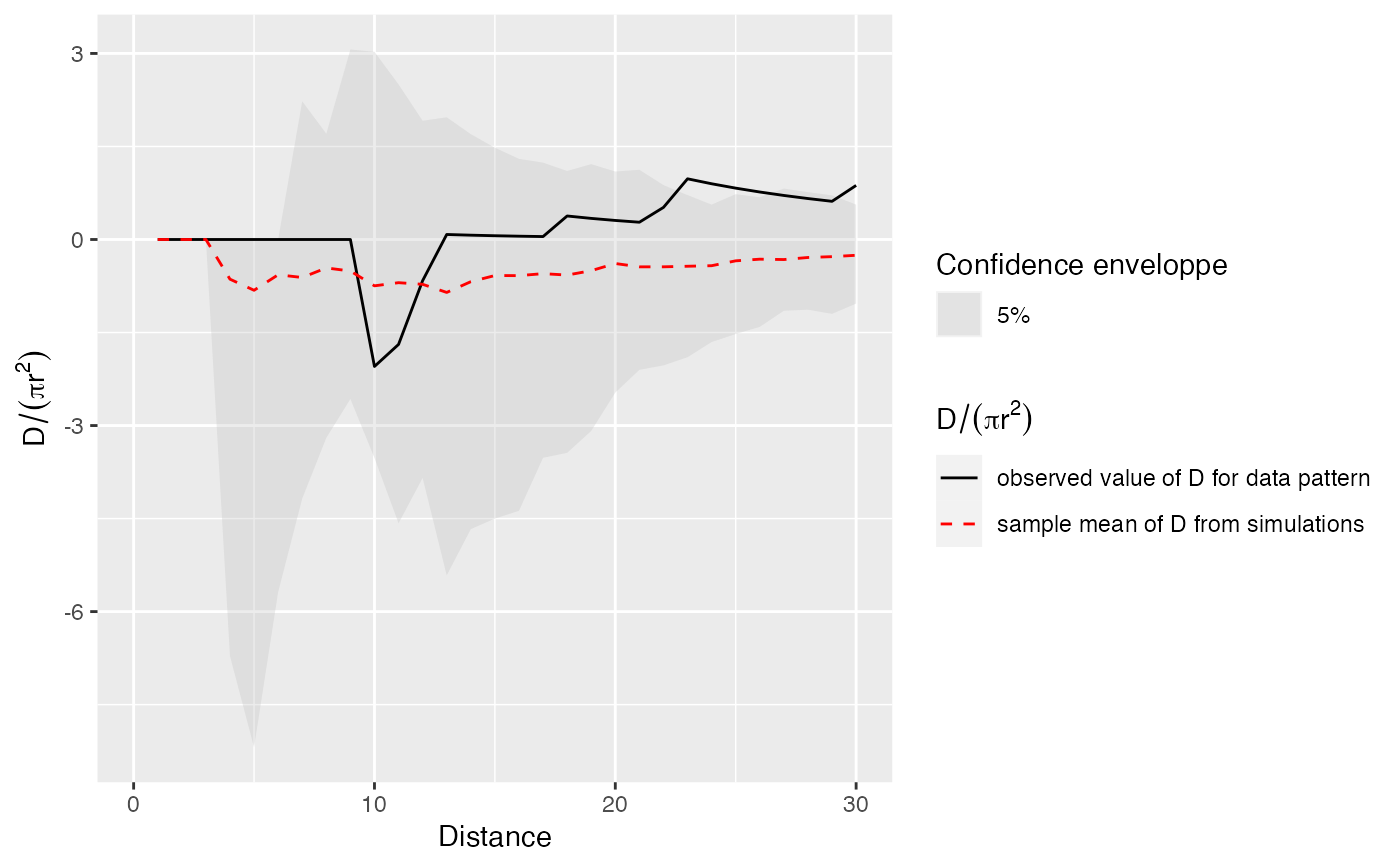 3
0
-3
-6
D/(πr²)
0
10
20
30
Distance
Confidence enveloppe
5%
D/(πr²)
observed value of D for data pattern
sample mean of D from simulations